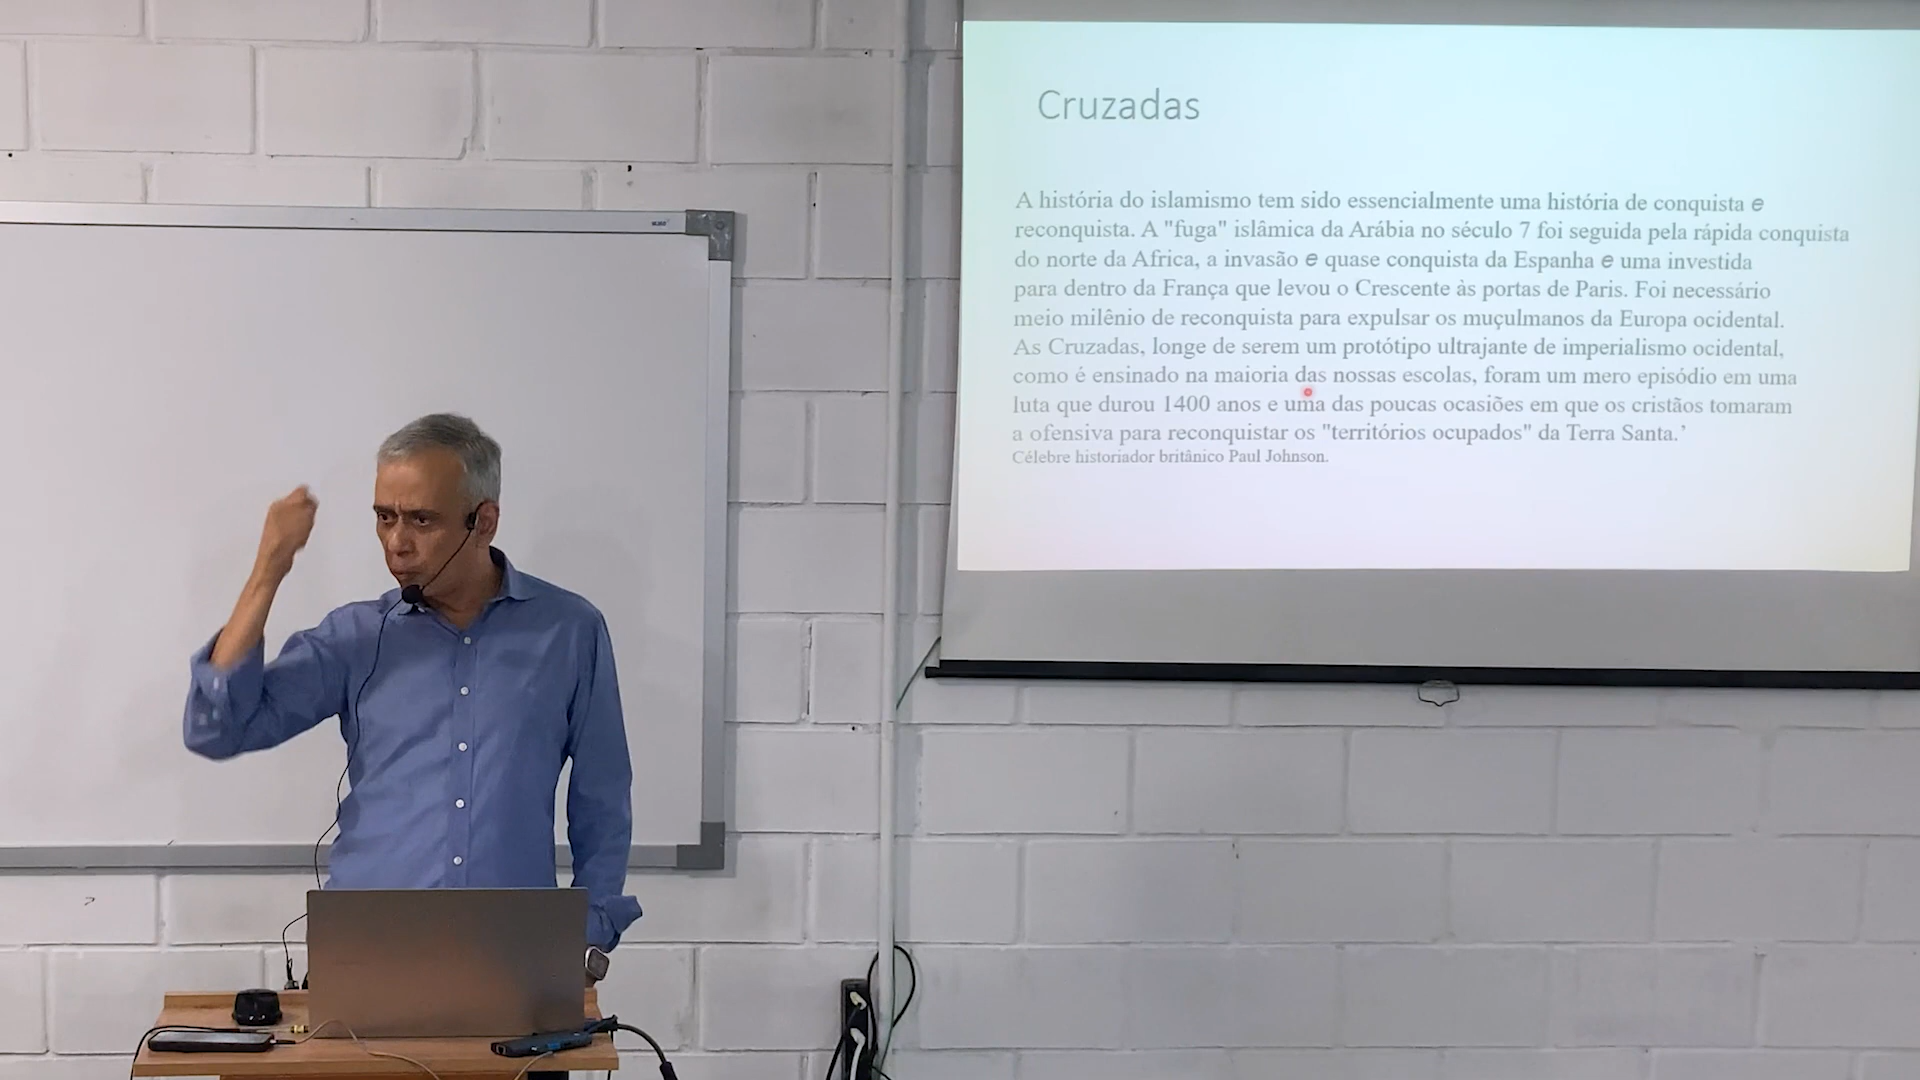 Cruzadas
A história do islamismo tem sido essencialmente uma história de conquista e
reconquista. A "fuga" islâmica da Arábia no século 7 foi seguida pela rápida conquista
do norte da Africa, a invasão e quase conquista da Espanha e uma investida
para dentro da França que levou o Crescente às portas de Paris. Foi necessário
meio milênio de reconquista para expulsar os muçulmanos da Europa ocidental.
As Cruzadas, longe de serem um protótipo ultrajante de imperialismo ocidental,
como é ensinado na maioria das nossas escolas, foram um mero episódio em uma
luta que durou 1400 anos e uma das poucas ocasiões em que os cristãos tomaram
a ofensiva para reconquistar os "territórios ocupados" da Terra Santa.’
Célebre historiador britânico Paul Johnson.